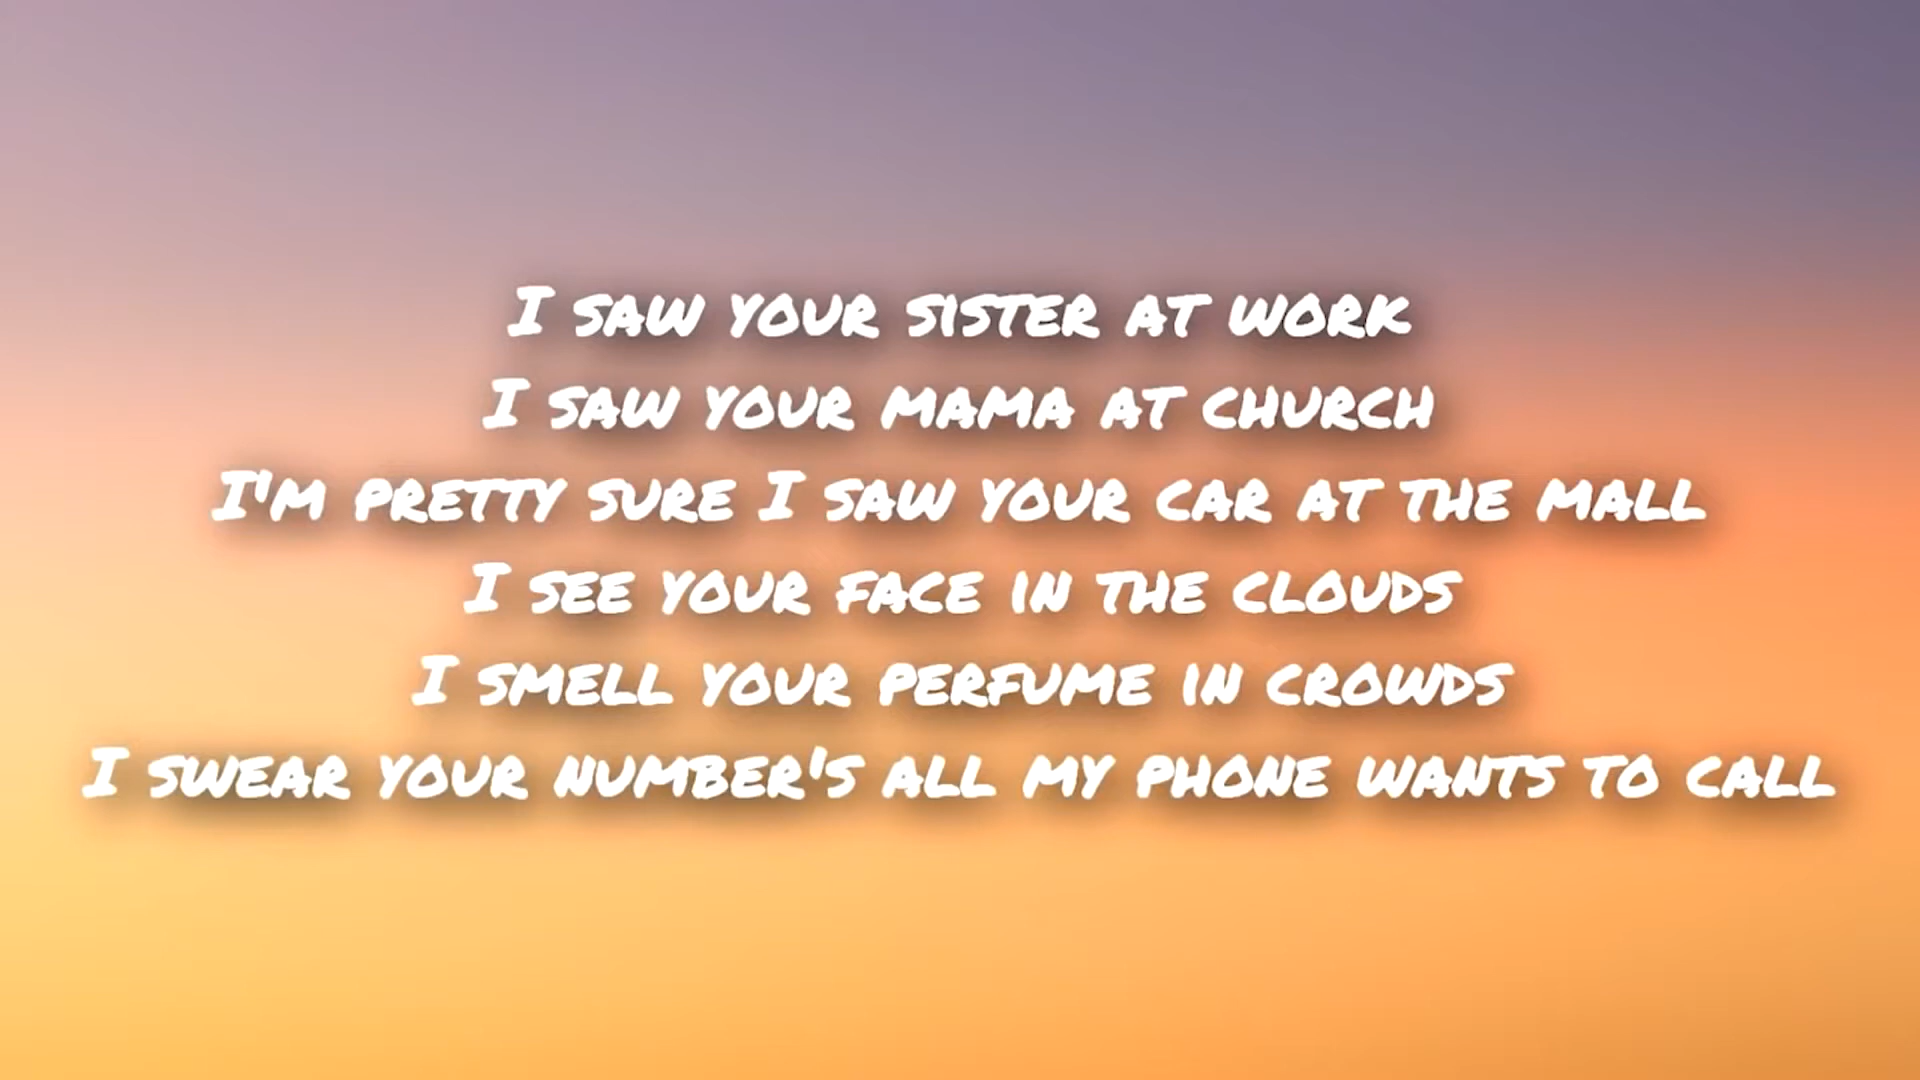 I saw your sister at work
I saw your mama at church
I'm pretty sure I saw your car at the mall
I see your face in the clouds
I smell your perfume in crowds
I swear your number's all my phone wants to call